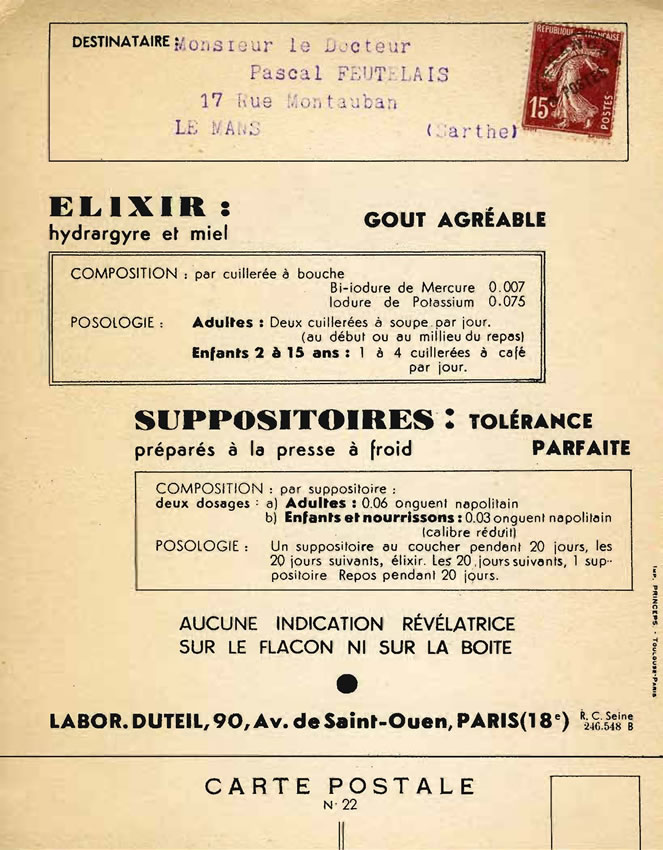 DESTINATAIRE : Monsieur le Docteur
Pascal FEUTELAIS
17 Rue Montauban
LE MANS (Sarthe)
REPUBLIQUE FRANÇAISE
15c
POSTES
ELIXIR :
hydrargyre et miel
GOUT AGRÉABLE
COMPOSITION : par cuillerée à bouche
Bi-iodure de Mercure 0.007
Iodure de Potassium 0.075
POSOLOGIE : Adultes : Deux cuillerées à soupe par jour.
(au début ou au millieu du repas)
Enfants 2 à 15 ans : 1 à 4 cuillerées à café
par jour.
SUPPOSITOIRES : TOLÉRANCE
préparés à la presse à froid PARFAITE
COMPOSITION : par suppositoire :
deux dosages : a) Adultes : 0.06 onguent napolitain
b) Enfants et nourrissons : 0.03 onguent napolitain
(calibre réduit)
POSOLOGIE : Un suppositoire au coucher pendant 20 jours, les
20 jours suivants, élixir. Les 20 jours suivants, 1 sup-
positoire Repos pendant 20 jours.
Imp. PRINCEPS - Toulouse-Paris
AUCUNE INDICATION RÉVÉLATRICE
SUR LE FLACON NI SUR LA BOITE
LABOR. DUTEIL, 90, Av. de Saint-Ouen, PARIS (18e) R. C. Seine
246.548 B
CARTE POSTALE
N° 22